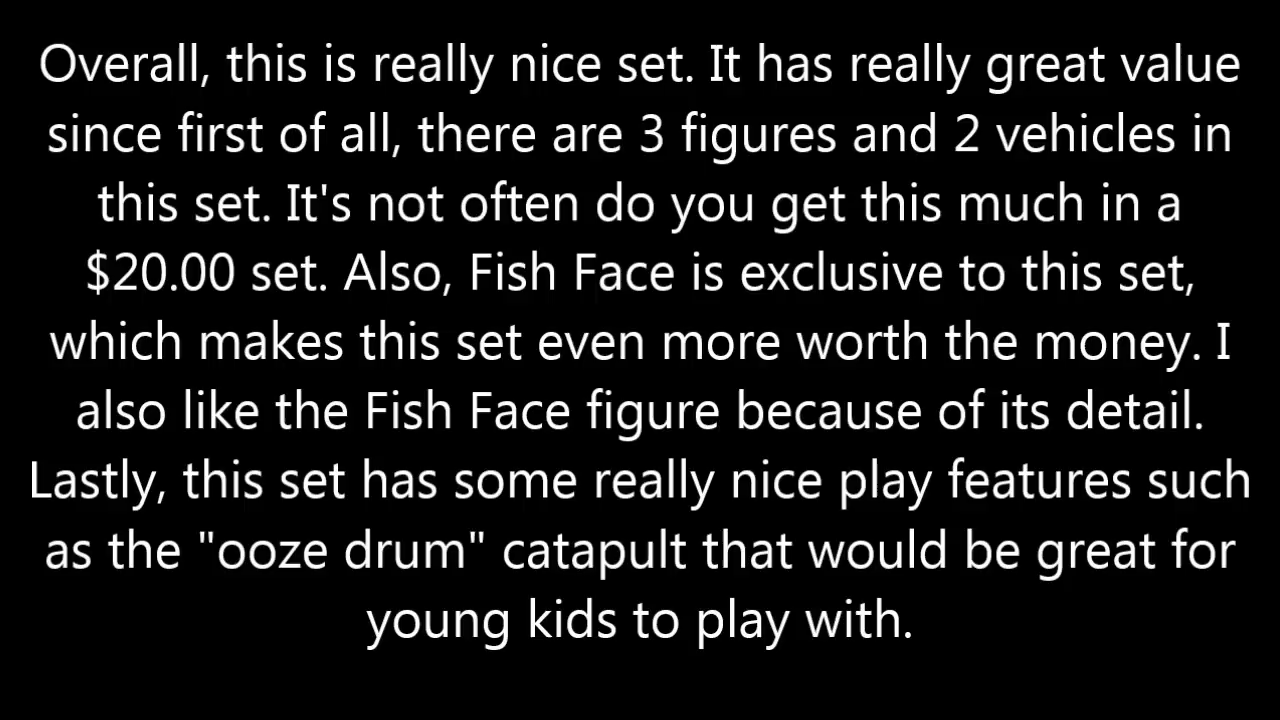 Overall, this is really nice set. It has really great value
since first of all, there are 3 figures and 2 vehicles in
this set. It's not often do you get this much in a
$20.00 set. Also, Fish Face is exclusive to this set,
which makes this set even more worth the money. I
also like the Fish Face figure because of its detail.
Lastly, this set has some really nice play features such
as the "ooze drum" catapult that would be great for
young kids to play with.